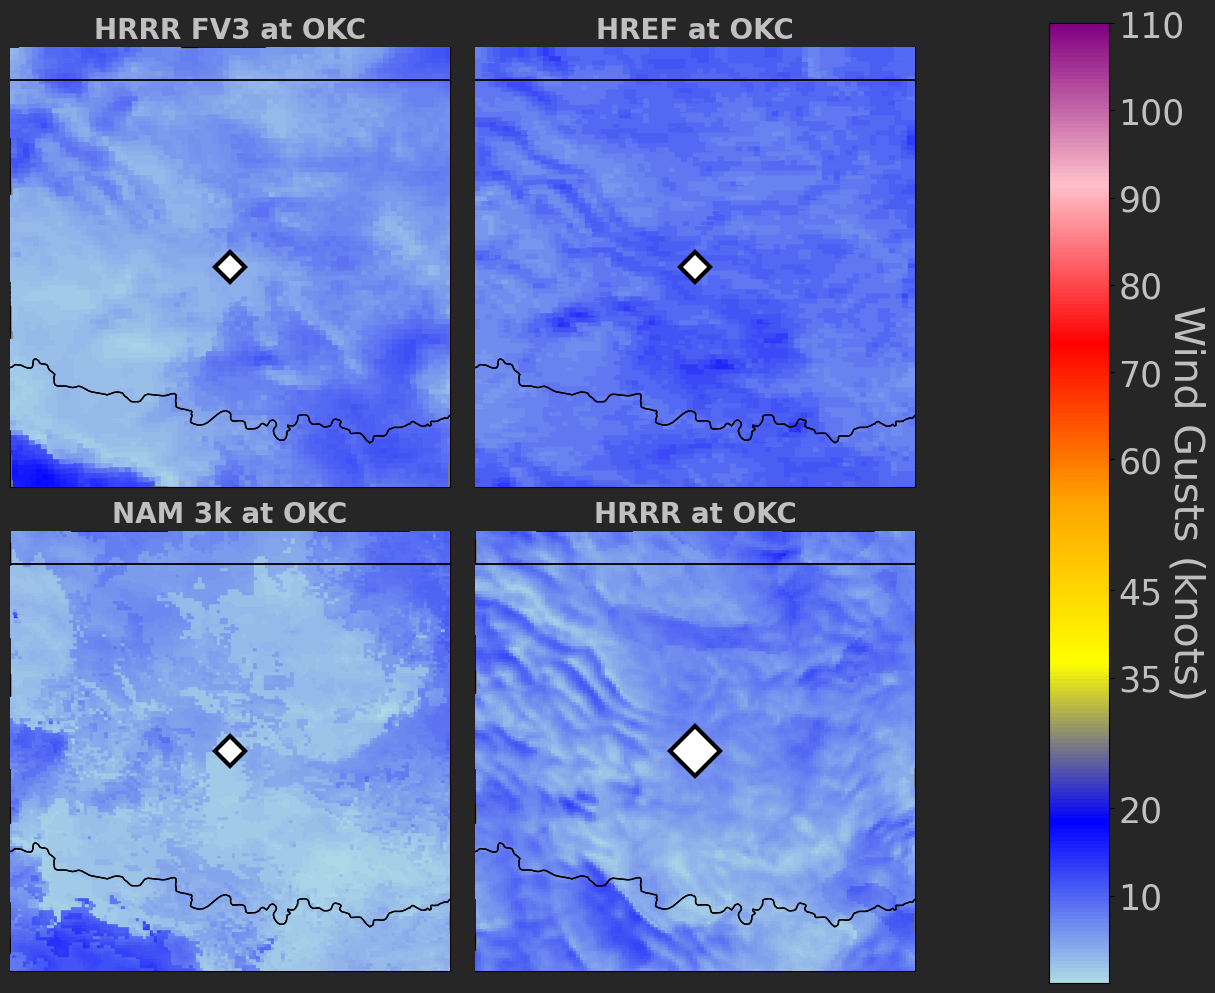 HRRR FV3 at OKC
HREF at OKC
NAM 3k at OKC
HRRR at OKC
110
100
90
80
70
60
45
35
20
10
Wind Gusts (knots)